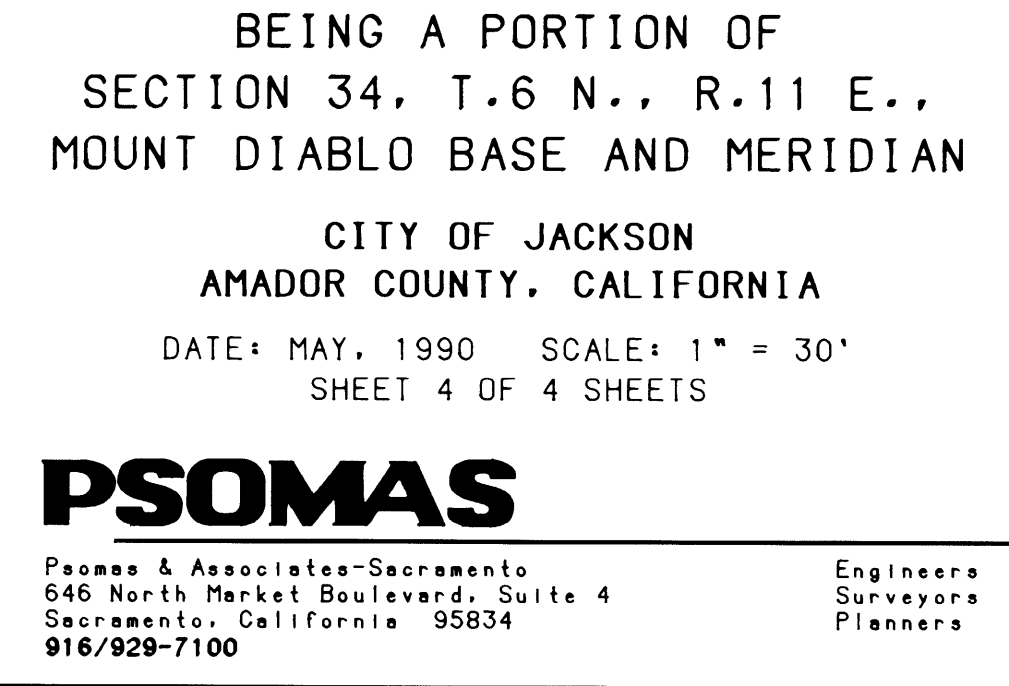 BEING A PORTION OF
SECTION 34, T.6 N., R.11 E.,
MOUNT DIABLO BASE AND MERIDIAN
CITY OF JACKSON
AMADOR COUNTY, CALIFORNIA
DATE: MAY, 1990 SCALE: 1" = 30'
SHEET 4 OF 4 SHEETS
PSOMAS
Psomas & Associates-Sacramento Engineers
646 North Market Boulevard, Suite 4 Surveyors
Sacramento, California 95834 Planners
916/929-7100